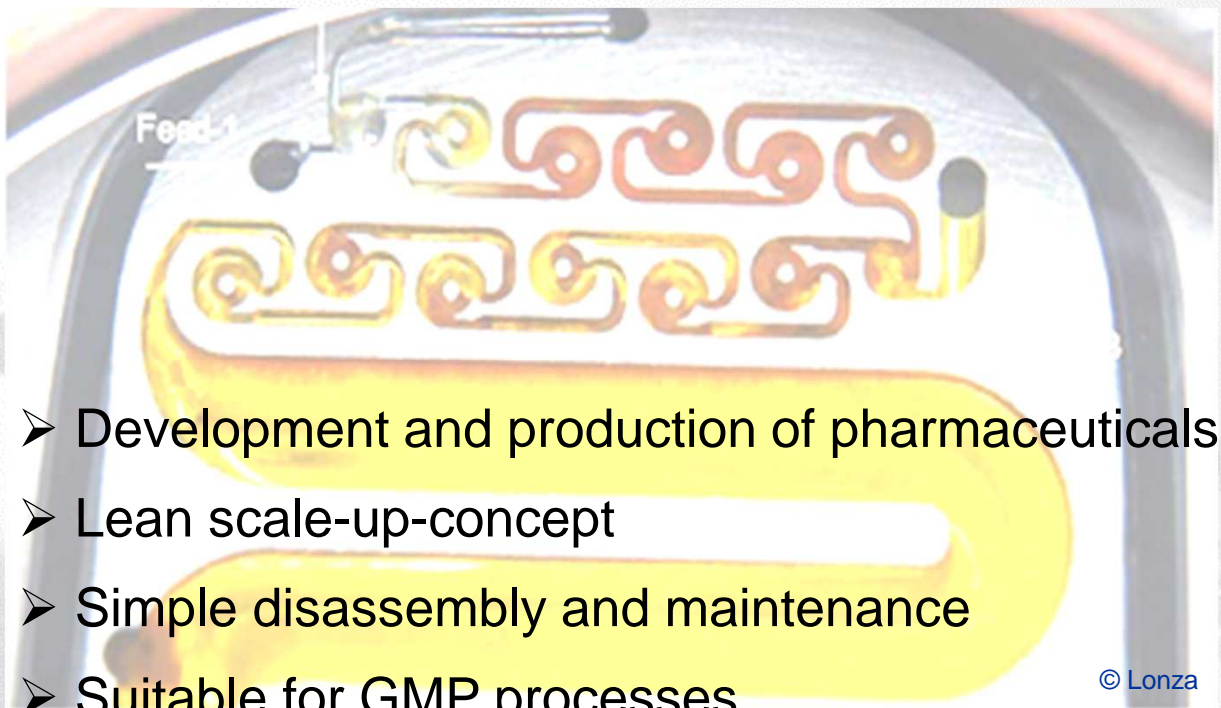 Feed-1
➢ Development and production of pharmaceuticals
➢ Lean scale-up-concept
➢ Simple disassembly and maintenance
➢ Suitable for GMP processes
© Lonza